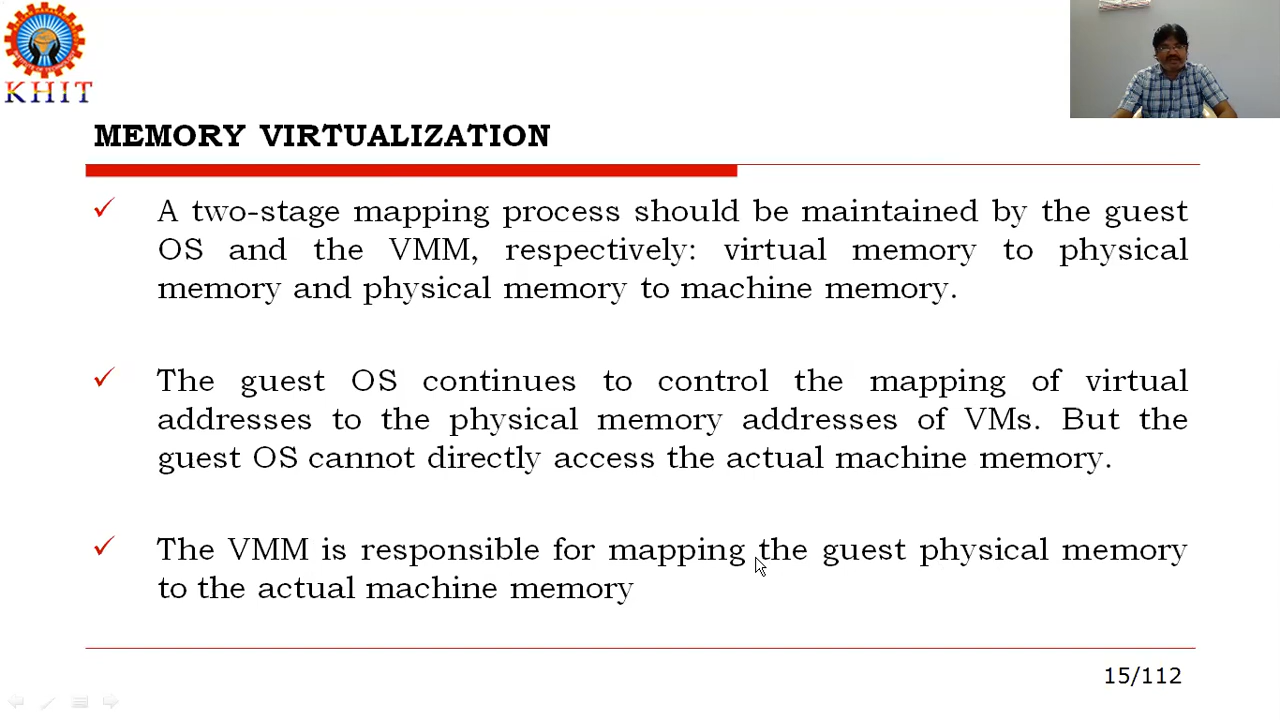 KHIT
MEMORY VIRTUALIZATION
A two-stage mapping process should be maintained by the guest
OS and the VMM, respectively: virtual memory to physical
memory and physical memory to machine memory.
The guest OS continues to control the mapping of virtual
addresses to the physical memory addresses of VMs. But the
guest OS cannot directly access the actual machine memory.
The VMM is responsible for mapping the guest physical memory
to the actual machine memory
15/112